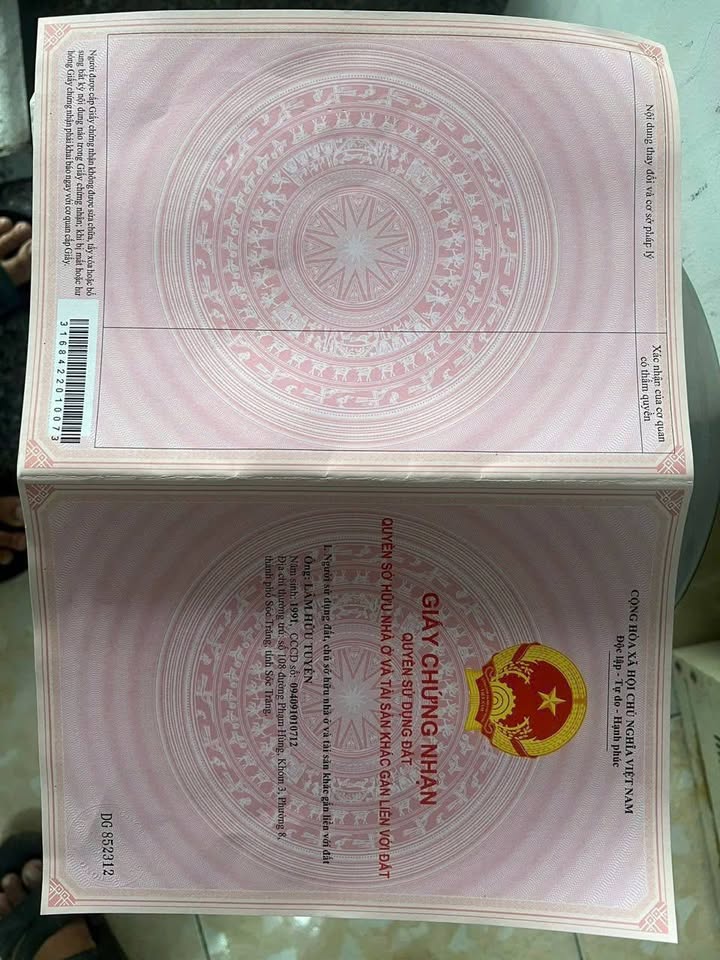 Nội dung thay đổi và cơ sở pháp lý
Xác nhận của cơ quan
có thẩm quyền
Người được cấp Giấy chứng nhận không được sửa chữa, tẩy xóa hoặc bổ
sung bất kỳ nội dung nào trong Giấy chứng nhận; khi bị mất hoặc hư
hỏng Giấy chứng nhận phải khai báo ngay với cơ quan cấp Giấy.
3168422010073
CỘNG HÒA XÃ HỘI CHỦ NGHĨA VIỆT NAM
Độc lập - Tự do - Hạnh phúc
GIẤY CHỨNG NHẬN
QUYỀN SỬ DỤNG ĐẤT
QUYỀN SỞ HỮU NHÀ Ở VÀ TÀI SẢN KHÁC GẮN LIỀN VỚI ĐẤT
I. Người sử dụng đất, chủ sở hữu nhà ở và tài sản khác gắn liền với đất
Ông: LÂM HỮU TUYÊN
Năm sinh: 1991, CCCD số: 094091010712
Địa chỉ thường trú: số 108 đường Phạm Hùng, Khóm 3, Phường 8,
thành phố Sóc Trăng, tỉnh Sóc Trăng.
DG 852312